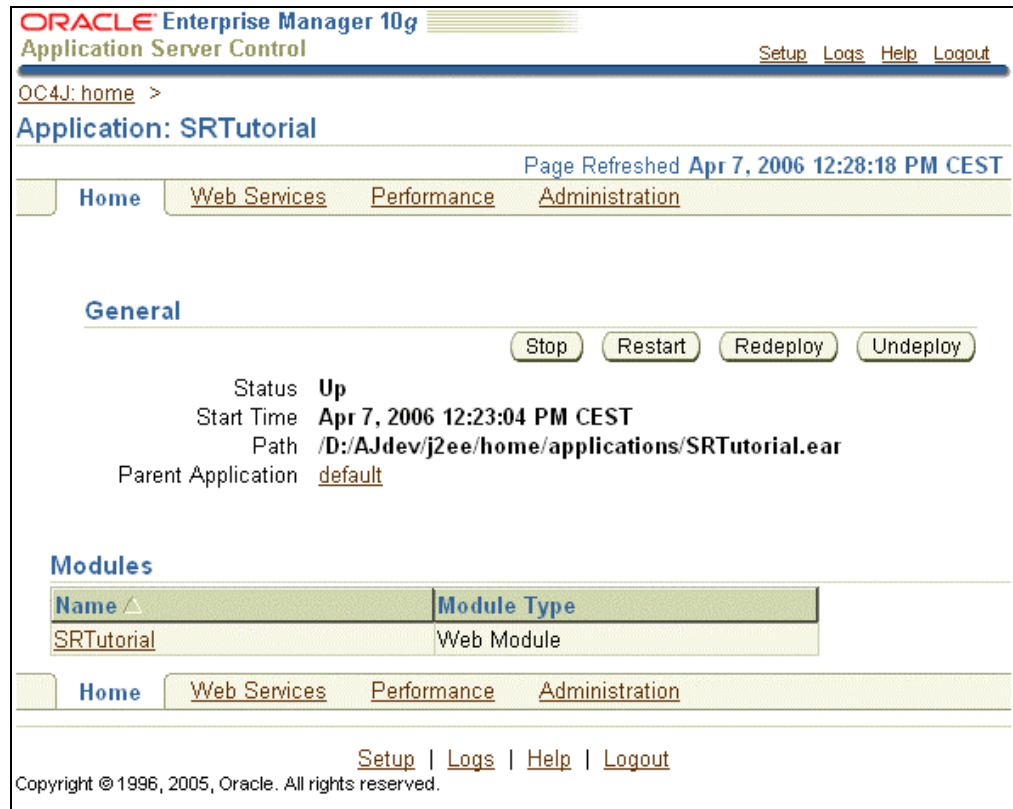 ORACLE Enterprise Manager 10g
Application Server Control
Setup Logs Help Logout
OC4J: home >
Application: SRTutorial
Page Refreshed Apr 7, 2006 12:28:18 PM CEST
Home Web Services Performance Administration
General
Stop Restart Redeploy Undeploy
Status Up
Start Time Apr 7, 2006 12:23:04 PM CEST
Path /D:/AJdev/j2ee/home/applications/SRTutorial.ear
Parent Application default
Modules
Name Module Type
SRTutorial Web Module
Home Web Services Performance Administration
Setup | Logs | Help | Logout
Copyright © 1996, 2005, Oracle. All rights reserved.